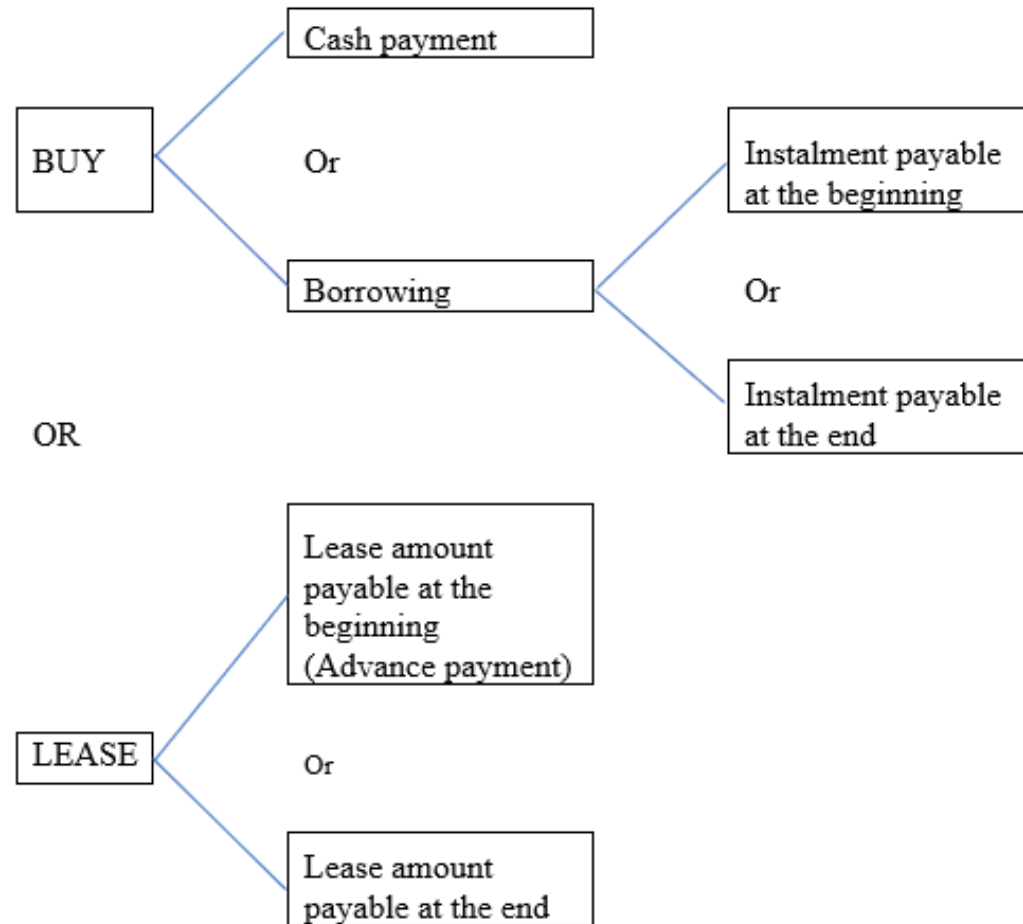 Cash payment
BUY
Or
Instalment payable
at the beginning
Borrowing
Or
Instalment payable
at the end
OR
Lease amount
payable at the
beginning
(Advance payment)
LEASE
Or
Lease amount
payable at the end